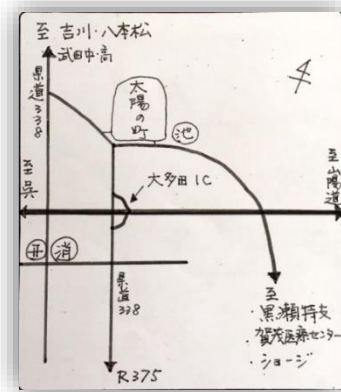 至 吉川・八本松
武田中・高
県道338
太陽の町
池
至呉
大多田IC
至山陽道
消
県道338
至
・黒瀬特支
賀茂医療センター
・ショージ
R375